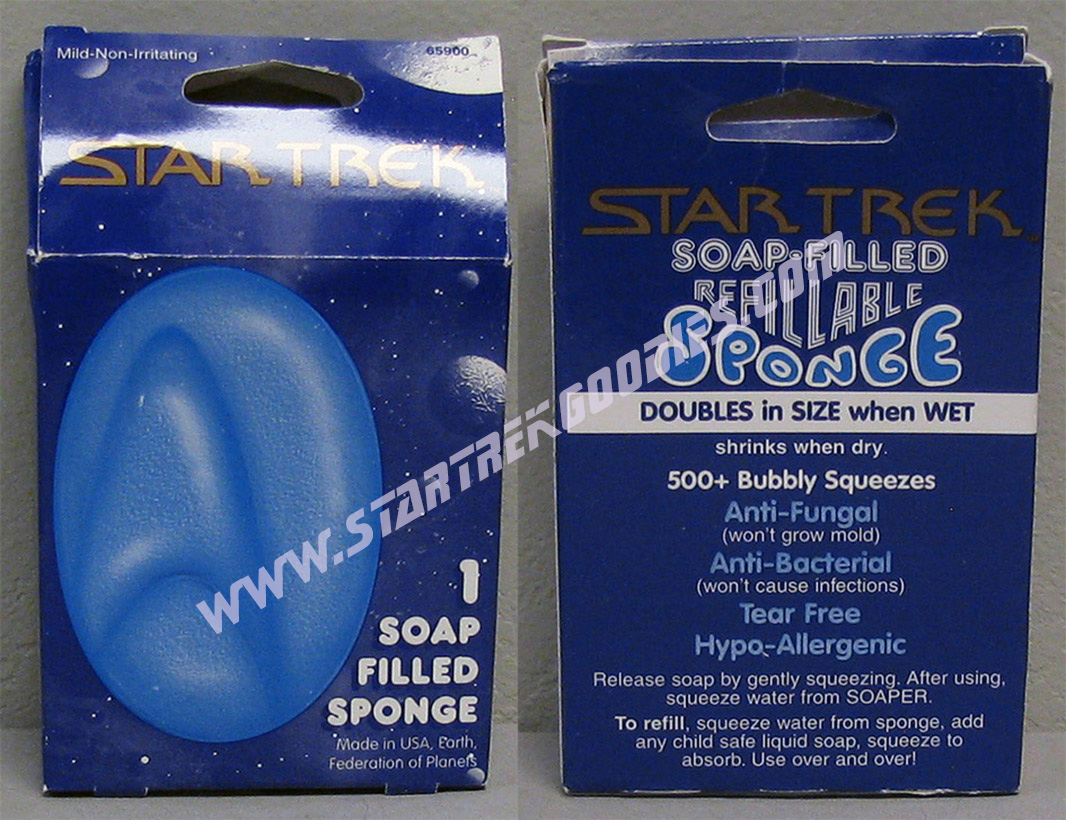 Mild-Non-Irritating
65900
STAR TREK
1
SOAP
FILLED
SPONGE
Made in USA, Earth,
Federation of Planets
STAR TREK TM
SOAP-FILLED
REFILLABLE
SPONGE
DOUBLES in SIZE when WET
shrinks when dry.
500+ Bubbly Squeezes
Anti-Fungal
(won't grow mold)
Anti-Bacterial
(won't cause infections)
Tear Free
Hypo-Allergenic
Release soap by gently squeezing. After using,
squeeze water from SOAPER.
To refill, squeeze water from sponge, add
any child safe liquid soap, squeeze to
absorb. Use over and over!
WWW.STARTREKGOODIES.COM